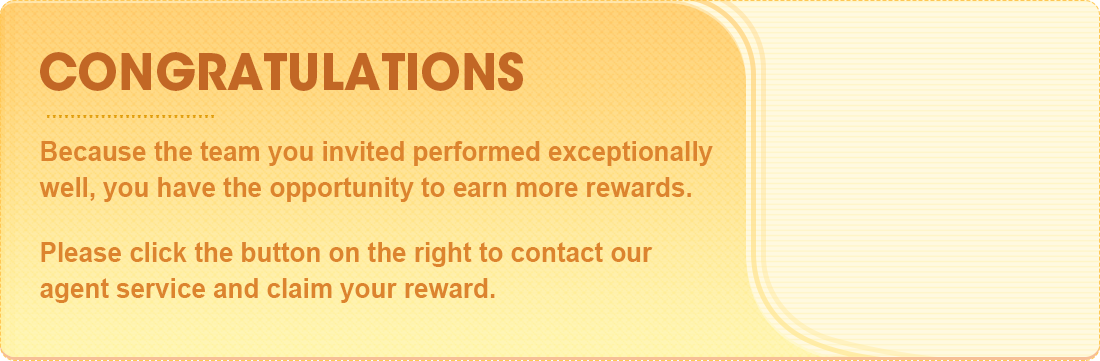 CONGRATULATIONS
Because the team you invited performed exceptionally
well, you have the opportunity to earn more rewards.
Please click the button on the right to contact our
agent service and claim your reward.